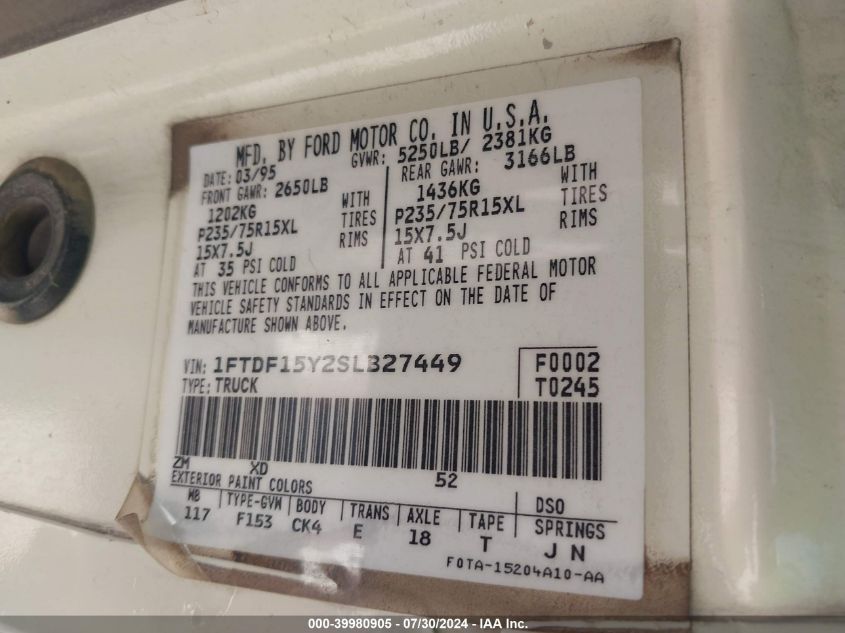 MFD. BY FORD MOTOR CO. IN U.S.A.
DATE: 03/95 GVWR: 5250LB/ 2381KG
FRONT GAWR: 2650LB REAR GAWR: 3166LB
1202KG WITH 1436KG WITH
P235/75R15XL TIRES P235/75R15XL TIRES
15X7.5J RIMS 15X7.5J RIMS
AT 35 PSI COLD AT 41 PSI COLD
THIS VEHICLE CONFORMS TO ALL APPLICABLE FEDERAL MOTOR
VEHICLE SAFETY STANDARDS IN EFFECT ON THE DATE OF
MANUFACTURE SHOWN ABOVE.
VIN: 1FTDF15Y2SLB27449 F0002
TYPE: TRUCK T0245
ZM XD 52
EXTERIOR PAINT COLORS DSO
WB TYPE-GVW BODY TRANS AXLE TAPE SPRINGS
117 F153 CK4 E 18 T J N
F0TA-15204A10-AA
000-39980905 - 07/30/2024 - IAA Inc.